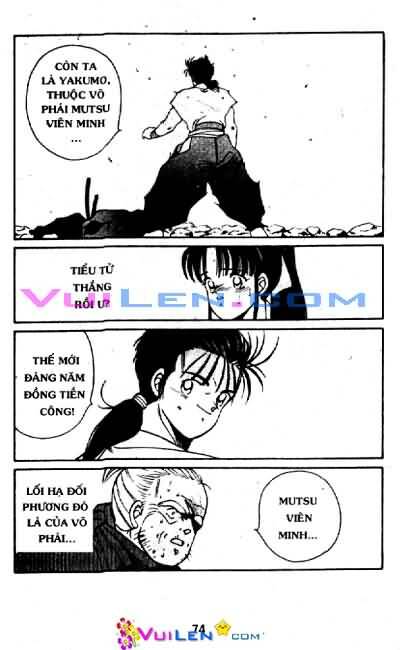 CÒN TA
LÀ YAKUMO,
THUỘC VÕ
PHÁI MUTSU
VIÊN MINH
...
TIỂU TỬ
THẮNG
RỒI Ư?
VUILEN.COM
THẾ MỚI
ĐÁNG NĂM
ĐỒNG TIỀN
CÔNG!
LỐI HẠ ĐỐI
PHƯƠNG ĐÓ
LÀ CỦA VÕ
PHÁI...
MUTSU
VIÊN
MINH...
74
VUILEN.COM